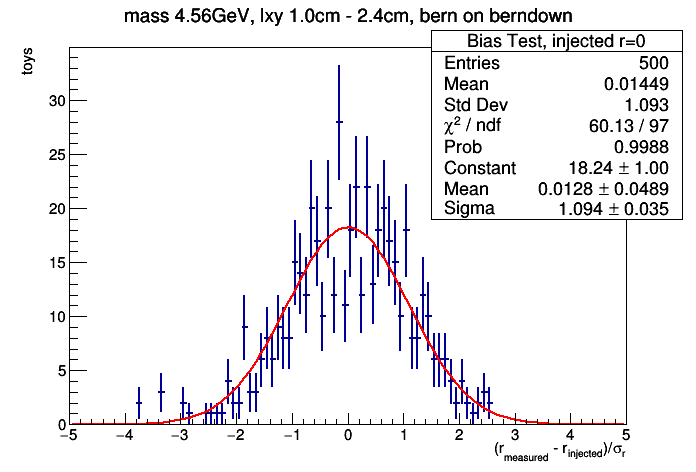 mass 4.56GeV, lxy 1.0cm - 2.4cm, bern on berndown
Bias Test, injected r=0
Entries 500
Mean 0.01449
Std Dev 1.093
χ² / ndf 60.13 / 97
Prob 0.9988
Constant 18.24 ± 1.00
Mean 0.0128 ± 0.0489
Sigma 1.094 ± 0.035
toys
30
25
20
15
10
5
0
−5 −4 −3 −2 −1 0 1 2 3 4 5
(r_measured - r_injected)/σ_r